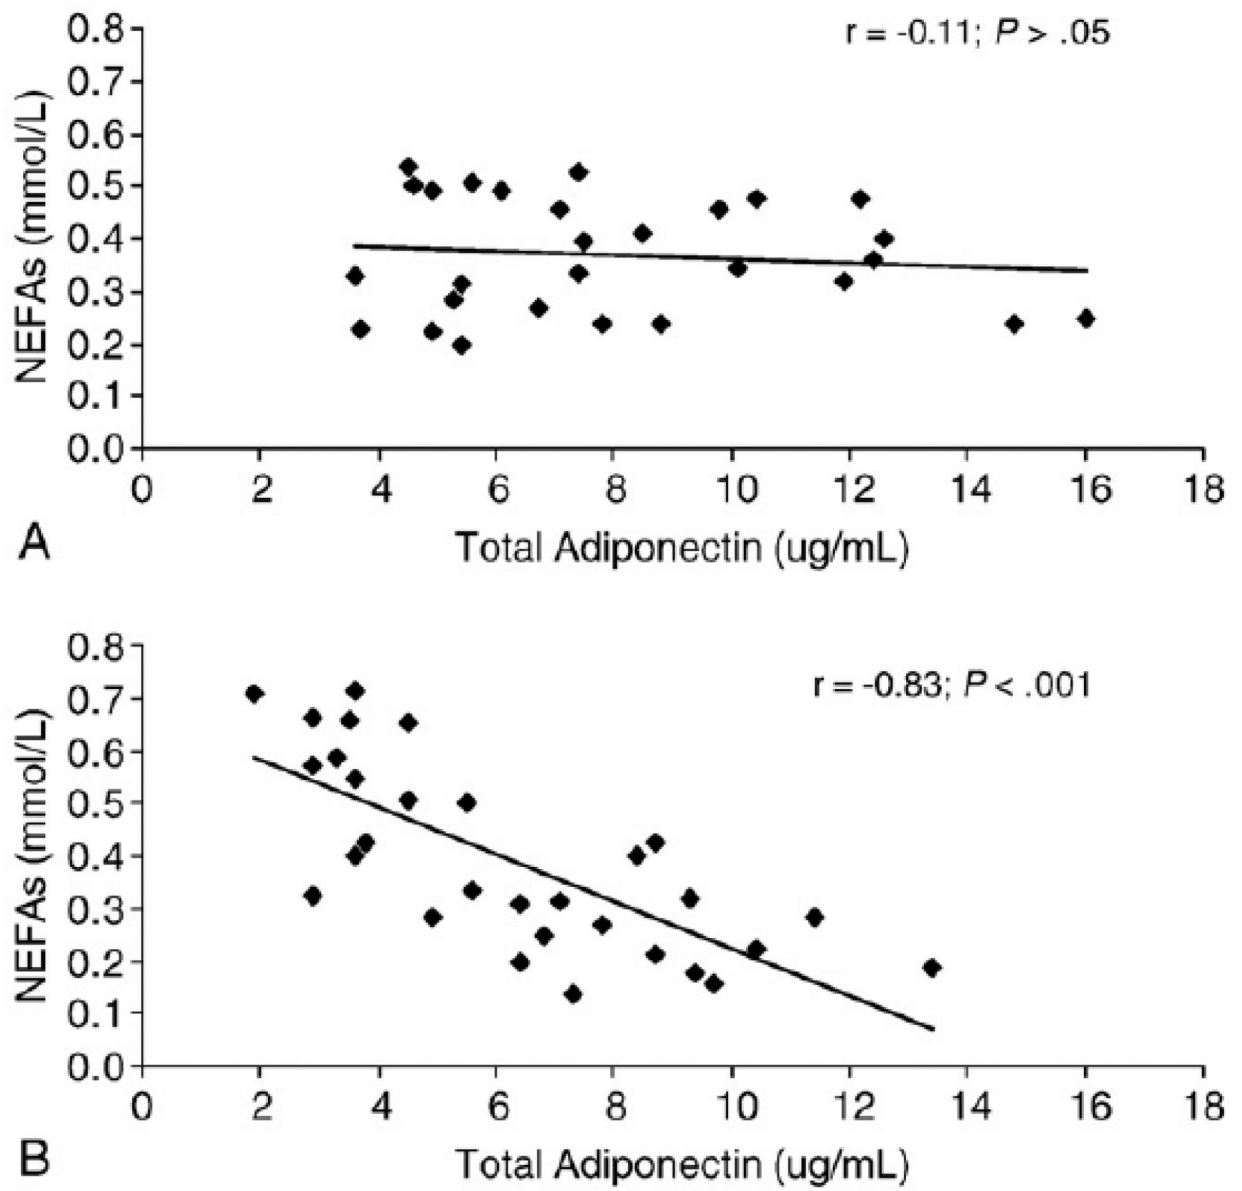 r = -0.11; P > .05
NEFAs (mmol/L)
0.8
0.7
0.6
0.5
0.4
0.3
0.2
0.1
0.0
0 2 4 6 8 10 12 14 16 18
A
Total Adiponectin (ug/mL)
r = -0.83; P < .001
NEFAs (mmol/L)
0.8
0.7
0.6
0.5
0.4
0.3
0.2
0.1
0.0
0 2 4 6 8 10 12 14 16 18
B
Total Adiponectin (ug/mL)